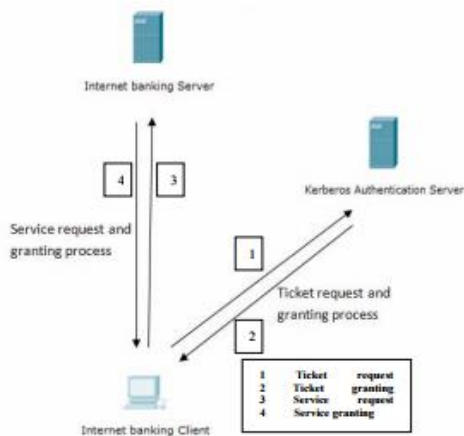 Internet banking Server
Kerberos Authentication Server
4
3
Service request and
granting process
1
Ticket request and
granting process
2
1 Ticket request
2 Ticket granting
3 Service request
4 Service granting
Internet banking Client